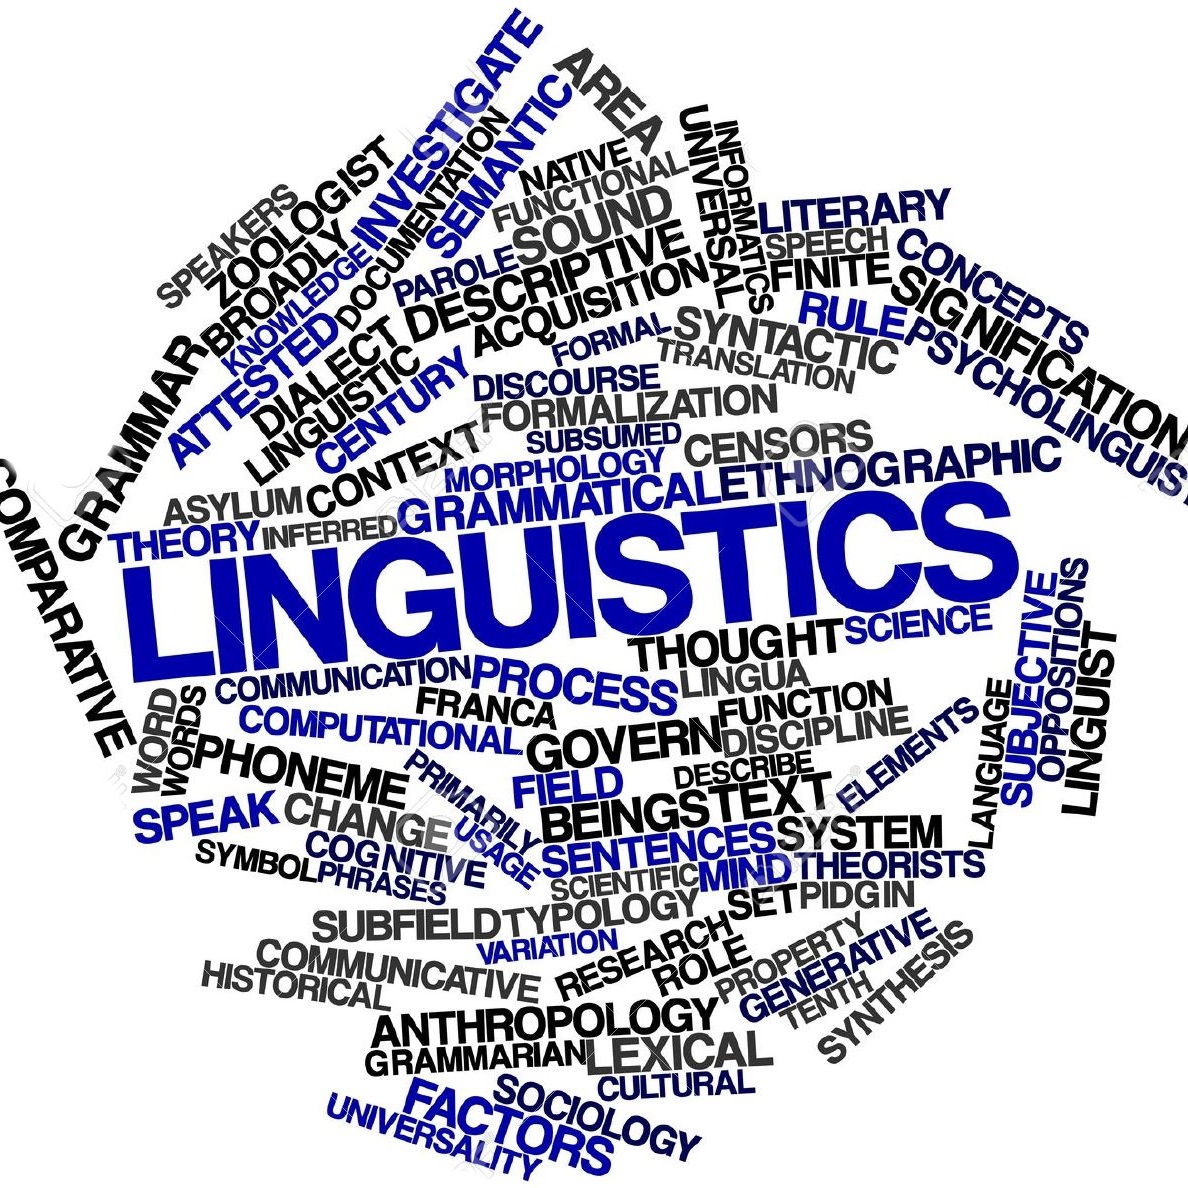 INVESTIGATE
AREA
SEMANTIC
DOCUMENTATION
ZOOLOGIST
SPEAKERS
BROADLY
KNOWLEDGE
ATTESTED
NATIVE
FUNCTIONAL
SOUND
PAROLE
DESCRIPTIVE
ACQUISITION
UNIVERSAL
INFORMATICS
LITERARY
SPEECH
FINITE
CONCEPTS
SIGNIFICATION
RULE
PSYCHOLINGUIST
GRAMMAR
DIALECT
LINGUISTIC
CENTURY
FORMAL
SYNTACTIC
TRANSLATION
DISCOURSE
FORMALIZATION
SUBSUMED
CENSORS
MORPHOLOGY
ASYLUM
CONTEXT
GRAMMATICAL
ETHNOGRAPHIC
THEORY
INFERRED
COMPARATIVE
LINGUISTICS
THOUGHT
SCIENCE
SUBJECTIVE
OPPOSITIONS
LINGUIST
LANGUAGE
COMMUNICATION
PROCESS
LINGUA
WORD
WORDS
FRANCA
COMPUTATIONAL
GOVERN
FUNCTION
DISCIPLINE
ELEMENTS
PHONEME
PRIMARILY
FIELD
DESCRIBE
BEINGS
TEXT
SPEAK
CHANGE
USAGE
SENTENCES
SYSTEM
COGNITIVE
SYMBOL
PHRASES
SCIENTIFIC
MIND
THEORISTS
SUBFIELD
TYPOLOGY
SET
PIDGIN
VARIATION
RESEARCH
ROLE
PROPERTY
GENERATIVE
TENTH
SYNTHESIS
COMMUNICATIVE
HISTORICAL
ANTHROPOLOGY
GRAMMARIAN
LEXICAL
CULTURAL
SOCIOLOGY
FACTORS
UNIVERSALITY